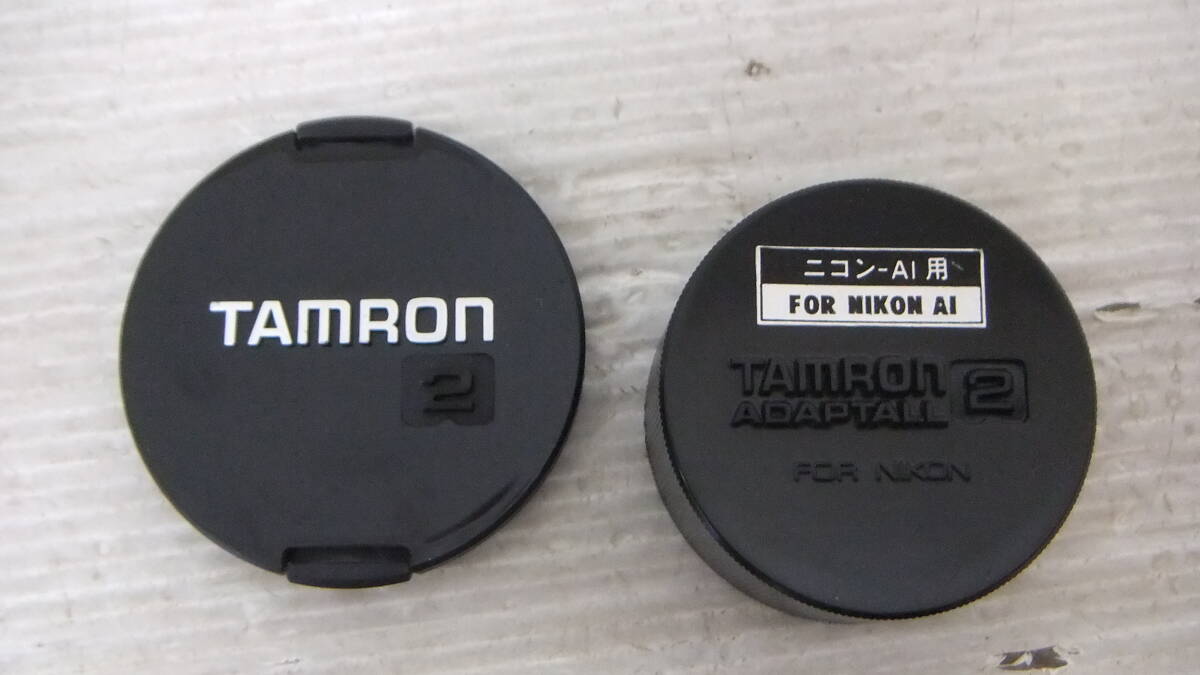 TAMRON
2
ニコン-AI用
FOR NIKON AI
TAMRON
ADAPTALL 2
FOR NIKON